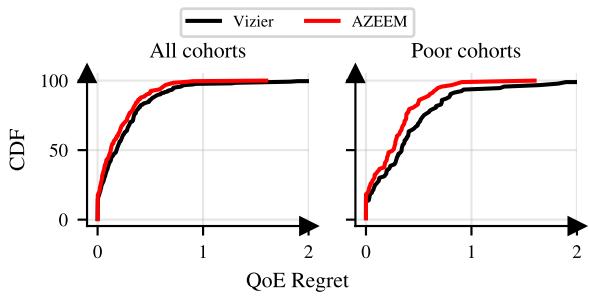 Vizier AZEEM
All cohorts Poor cohorts
100
50
0
CDF
0 1 2 0 1 2
QoE Regret